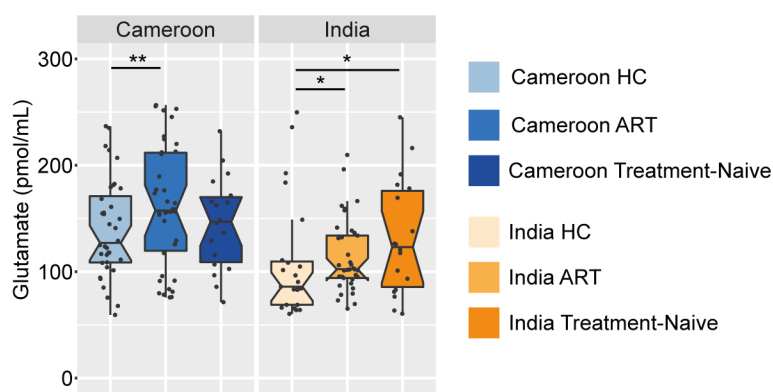 Cameroon
India
Glutamate (pmol/mL)
300
200
100
0
**
*
*
Cameroon HC
Cameroon ART
Cameroon Treatment-Naive
India HC
India ART
India Treatment-Naive